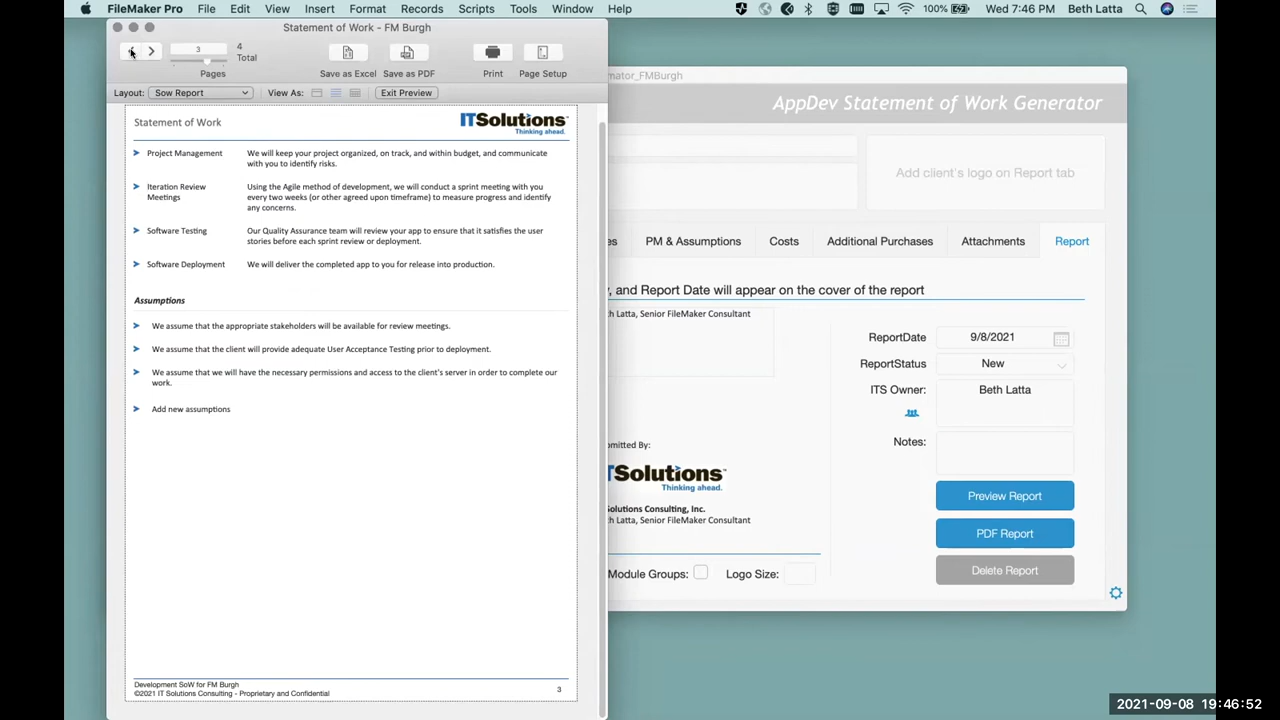 FileMaker Pro File Edit View Insert Format Records Scripts Tools Window Help 100% Wed 7:46 PM Beth Latta
Statement of Work - FM Burgh
3
4
Total
Pages
Save as Excel Save as PDF Print Page Setup
Layout: Sow Report View As: Exit Preview
Statement of Work
ITSolutions
Thinking ahead.
Project Management
We will keep your project organized, on track, and within budget, and communicate
with you to identify risks.
Iteration Review
Meetings
Using the Agile method of development, we will conduct a sprint meeting with you
every two weeks (or other agreed upon timeframe) to measure progress and identify
any concerns.
Software Testing
Our Quality Assurance team will review your app to ensure that it satisfies the user
stories before each sprint review or deployment.
Software Deployment
We will deliver the completed app to you for release into production.
Assumptions
We assume that the appropriate stakeholders will be available for review meetings.
We assume that the client will provide adequate User Acceptance Testing prior to deployment.
We assume that we will have the necessary permissions and access to the client's server in order to complete our
work.
Add new assumptions
Development SoW for FM Burgh
©2021 IT Solutions Consulting - Proprietary and Confidential
3
mator_FMBurgh
AppDev Statement of Work Generator
Add client's logo on Report tab
es PM & Assumptions Costs Additional Purchases Attachments Report
y, and Report Date will appear on the cover of the report
th Latta, Senior FileMaker Consultant
ReportDate 9/8/2021
ReportStatus New
ITS Owner: Beth Latta
Notes:
omitted By:
TSolutions
Thinking ahead.
Solutions Consulting, Inc.
th Latta, Senior FileMaker Consultant
Preview Report
PDF Report
Delete Report
Module Groups: Logo Size:
2021-09-08 19:46:52